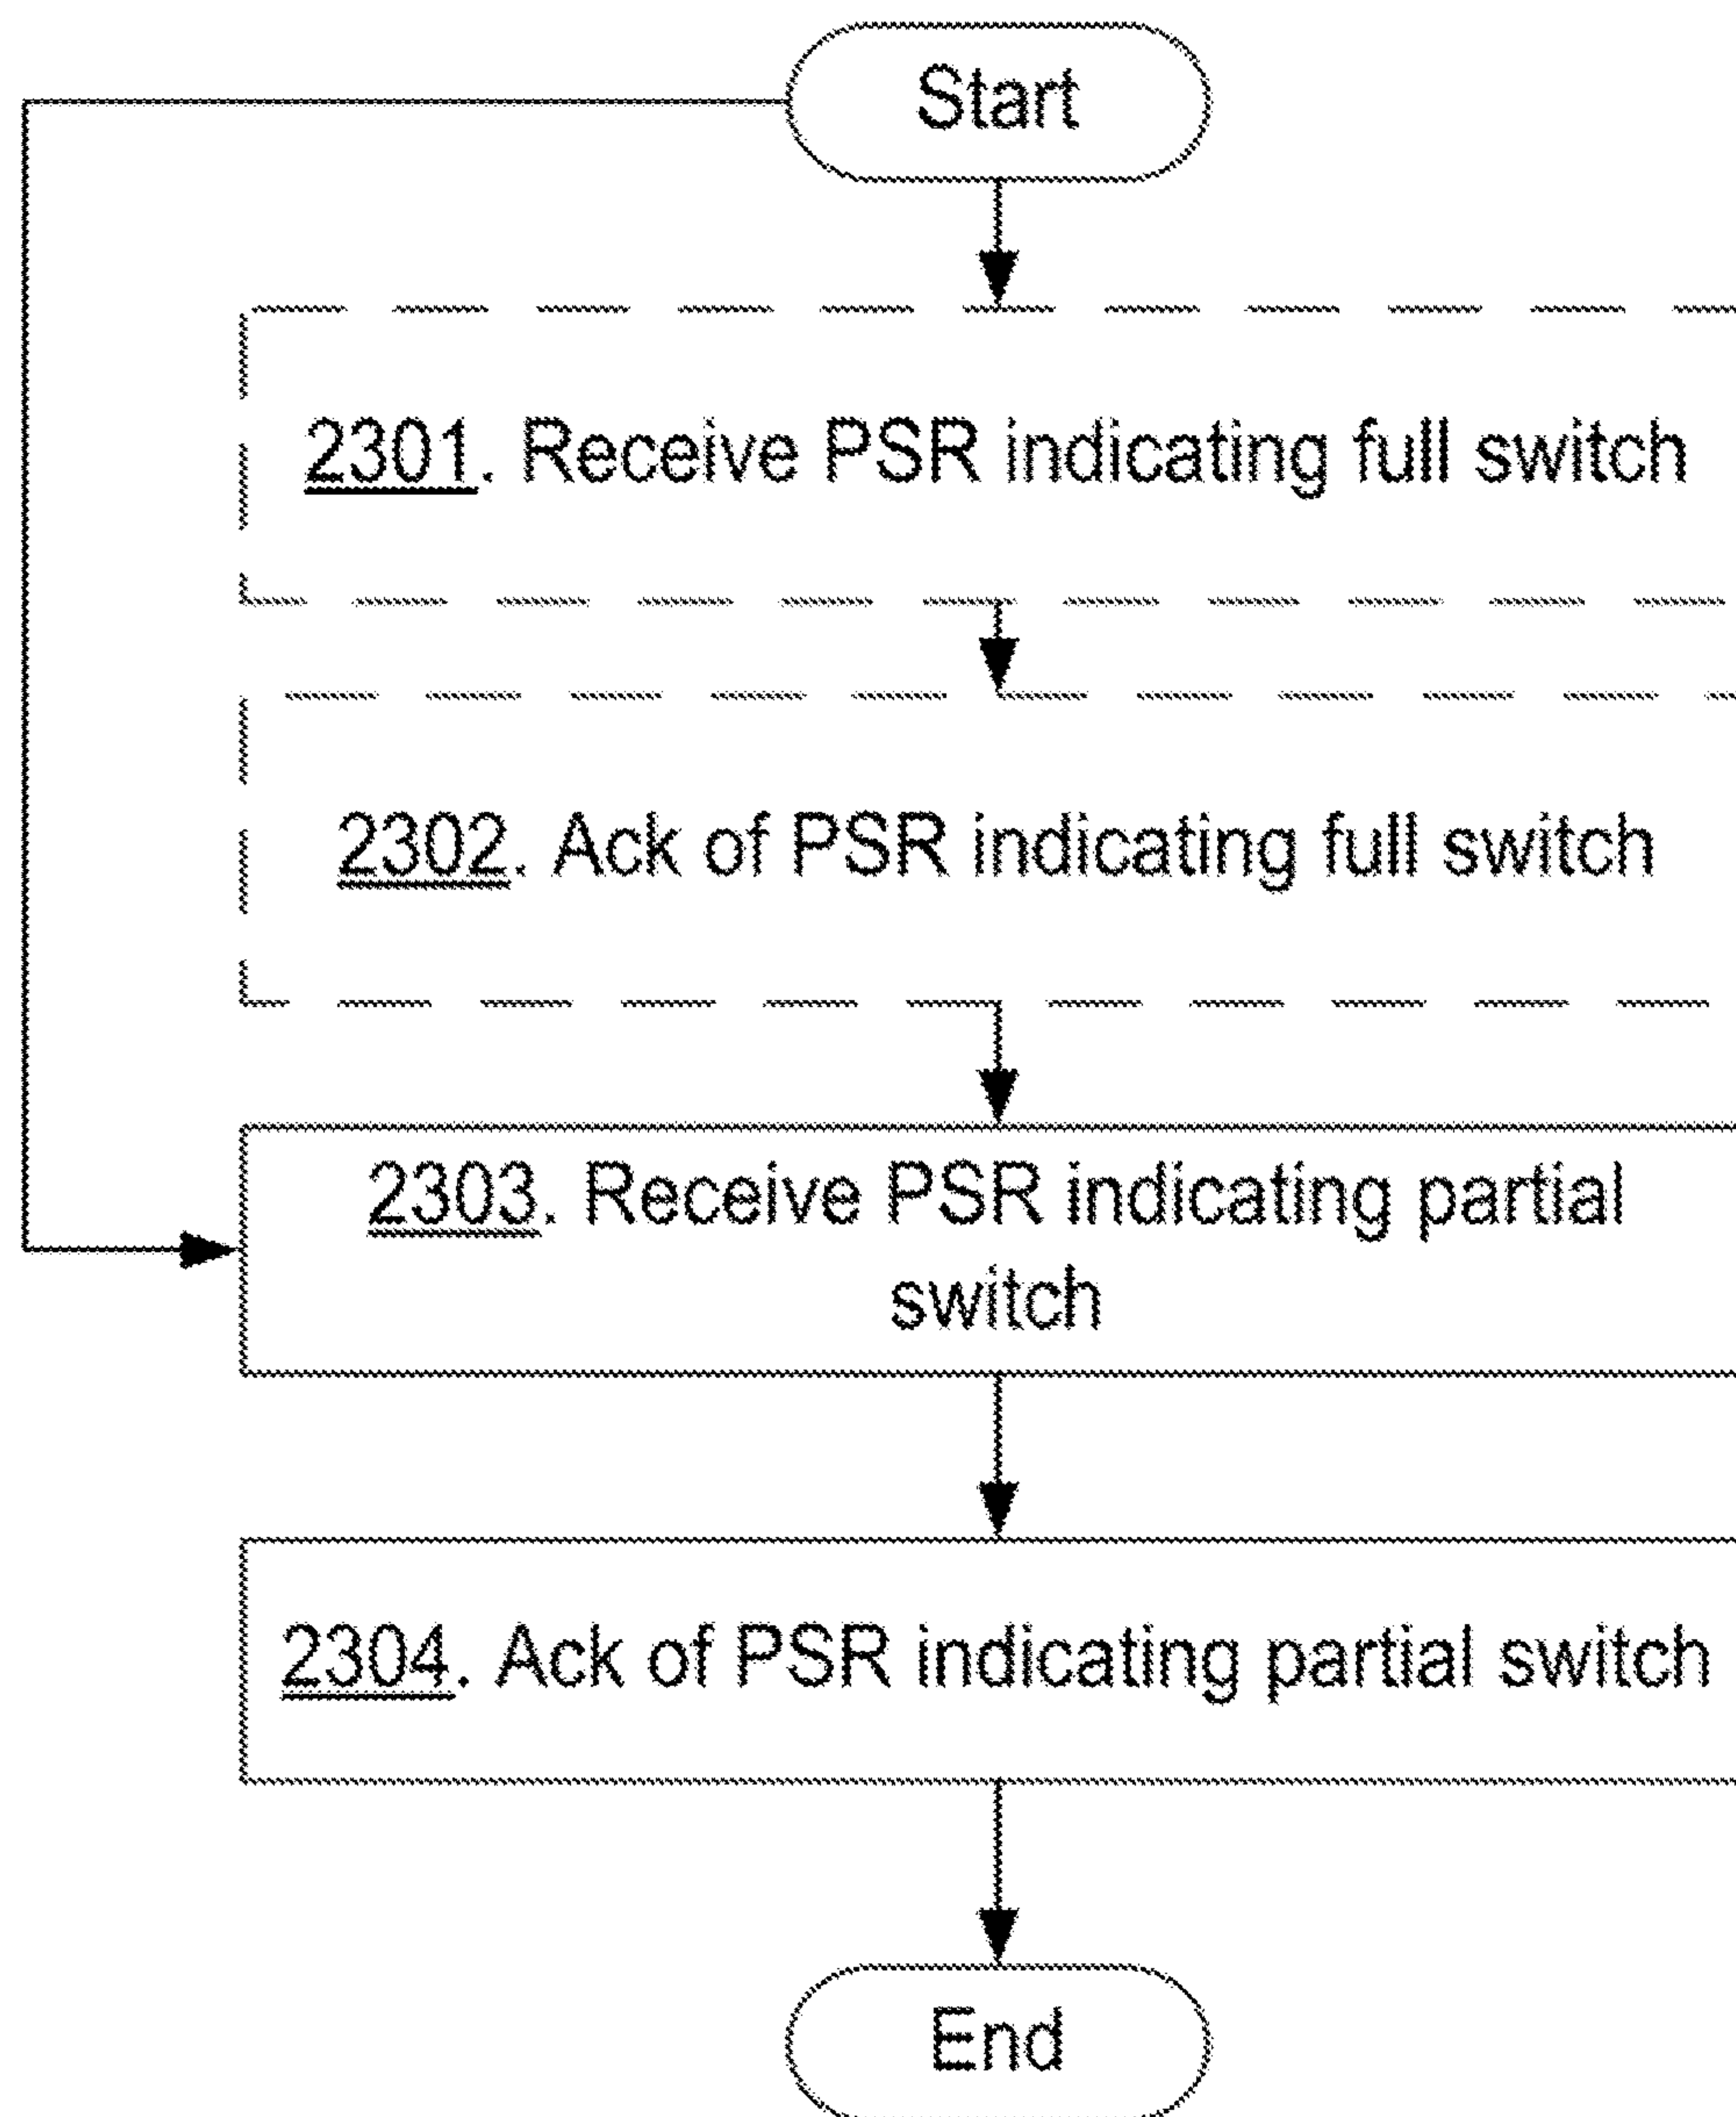 Start
2301. Receive PSR indicating full switch
2302. Ack of PSR indicating full switch
2303. Receive PSR indicating partial
switch
2304. Ack of PSR indicating partial switch
End